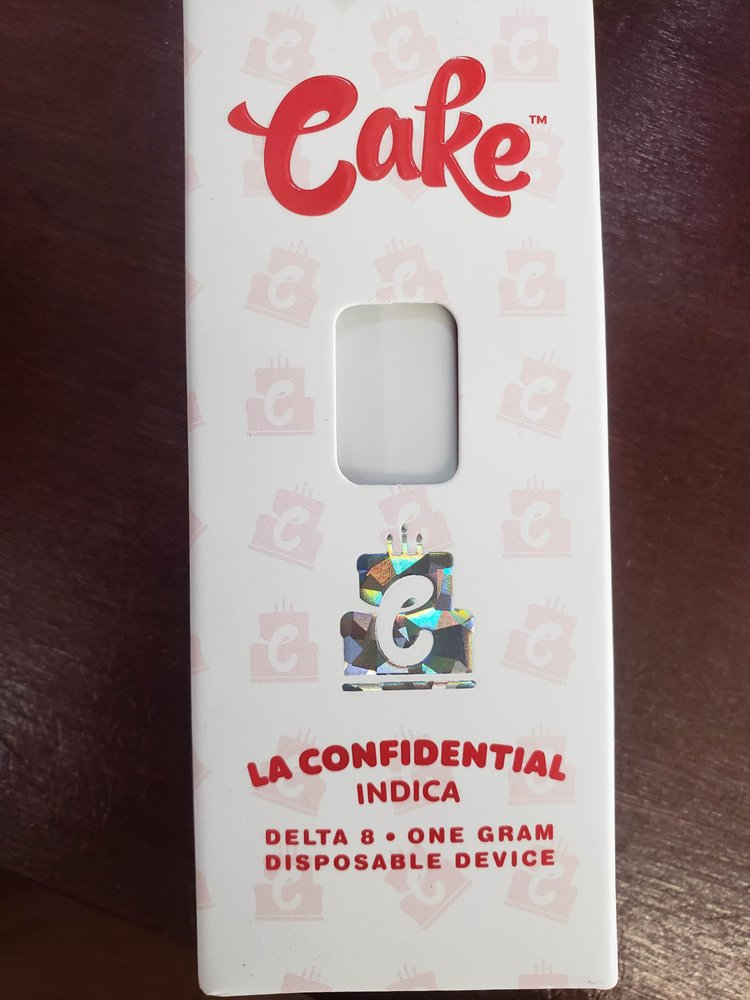 Cake™
C
LA CONFIDENTIAL
INDICA
DELTA 8 • ONE GRAM
DISPOSABLE DEVICE